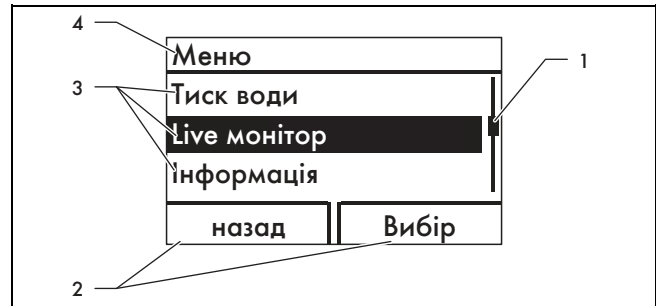 4
Меню
1
3
Тиск води
Live монітор
Інформація
назад Вибір
2